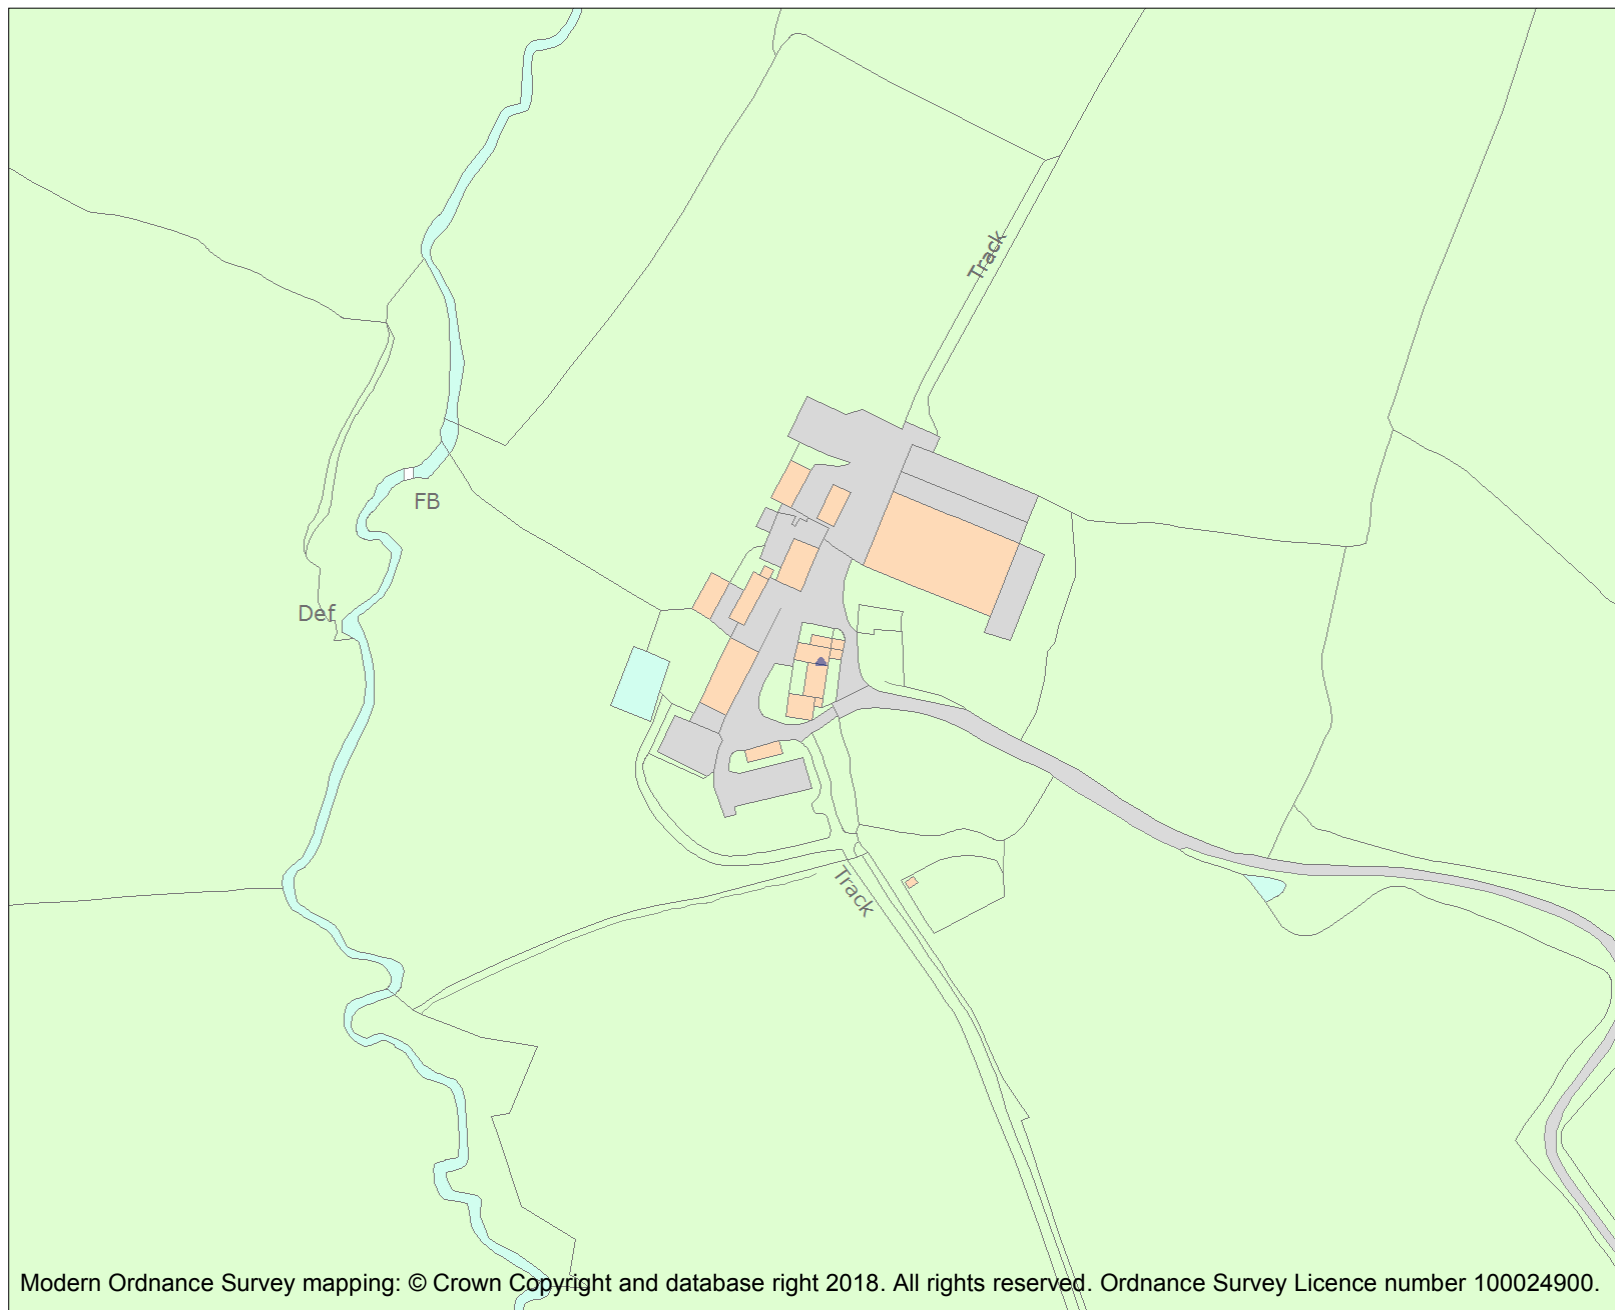 Track
FB
Def
Track
Modern Ordnance Survey mapping: © Crown Copyright and database right 2018. All rights reserved. Ordnance Survey Licence number 100024900.